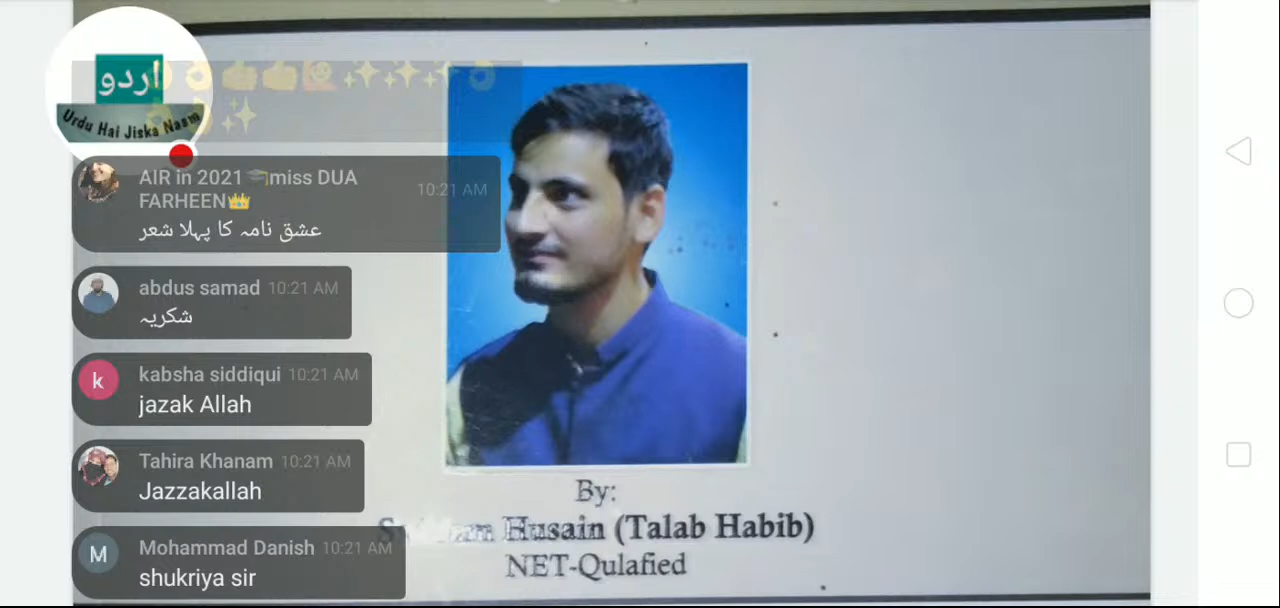 اردو
Urdu Hai Jiska Naam
AIR in 2021 🎓miss DUA FARHEEN👑 10:21 AM
عشق نامہ کا پہلا شعر
abdus samad 10:21 AM
شکریہ
kabsha siddiqui 10:21 AM
jazak Allah
Tahira Khanam 10:21 AM
Jazzakallah
Mohammad Danish 10:21 AM
shukriya sir
By:
Husain (Talab Habib)
NET-Qulafied